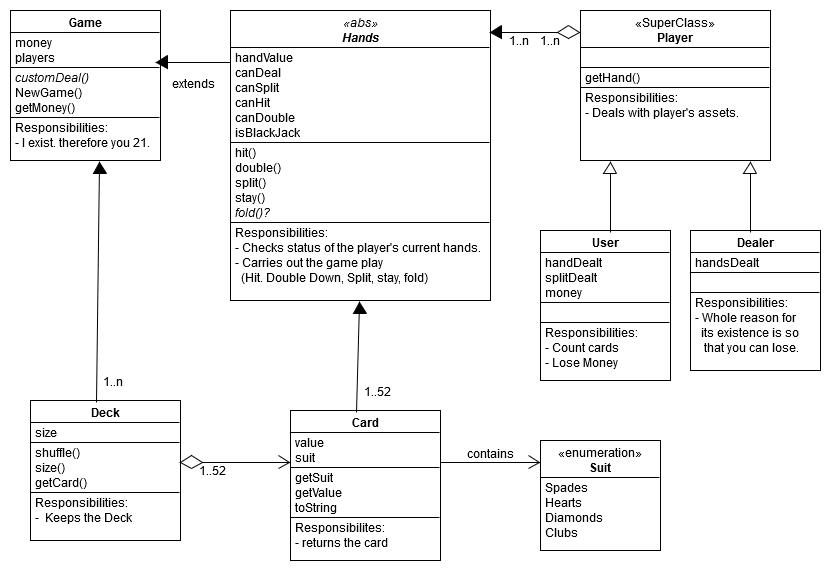 Game
money
players
customDeal()
NewGame()
getMoney()
Responsibilities:
- I exist. therefore you 21.
extends
«abs»
Hands
handValue
canDeal
canSplit
canHit
canDouble
isBlackJack
hit()
double()
split()
stay()
fold()?
Responsibilities:
- Checks status of the player's current hands.
- Carries out the game play
(Hit. Double Down, Split, stay, fold)
1..n
1..n
«SuperClass»
Player
getHand()
Responsibilities:
- Deals with player's assets.
User
handDealt
splitDealt
money
Responsibilities:
- Count cards
- Lose Money
Dealer
handsDealt
Responsibilities:
- Whole reason for
its existence is so
that you can lose.
1..n
Deck
size
shuffle()
size()
getCard()
Responsibilities:
- Keeps the Deck
1..52
1..52
Card
value
suit
getSuit
getValue
toString
Responsibilites:
- returns the card
contains
«enumeration»
Suit
Spades
Hearts
Diamonds
Clubs